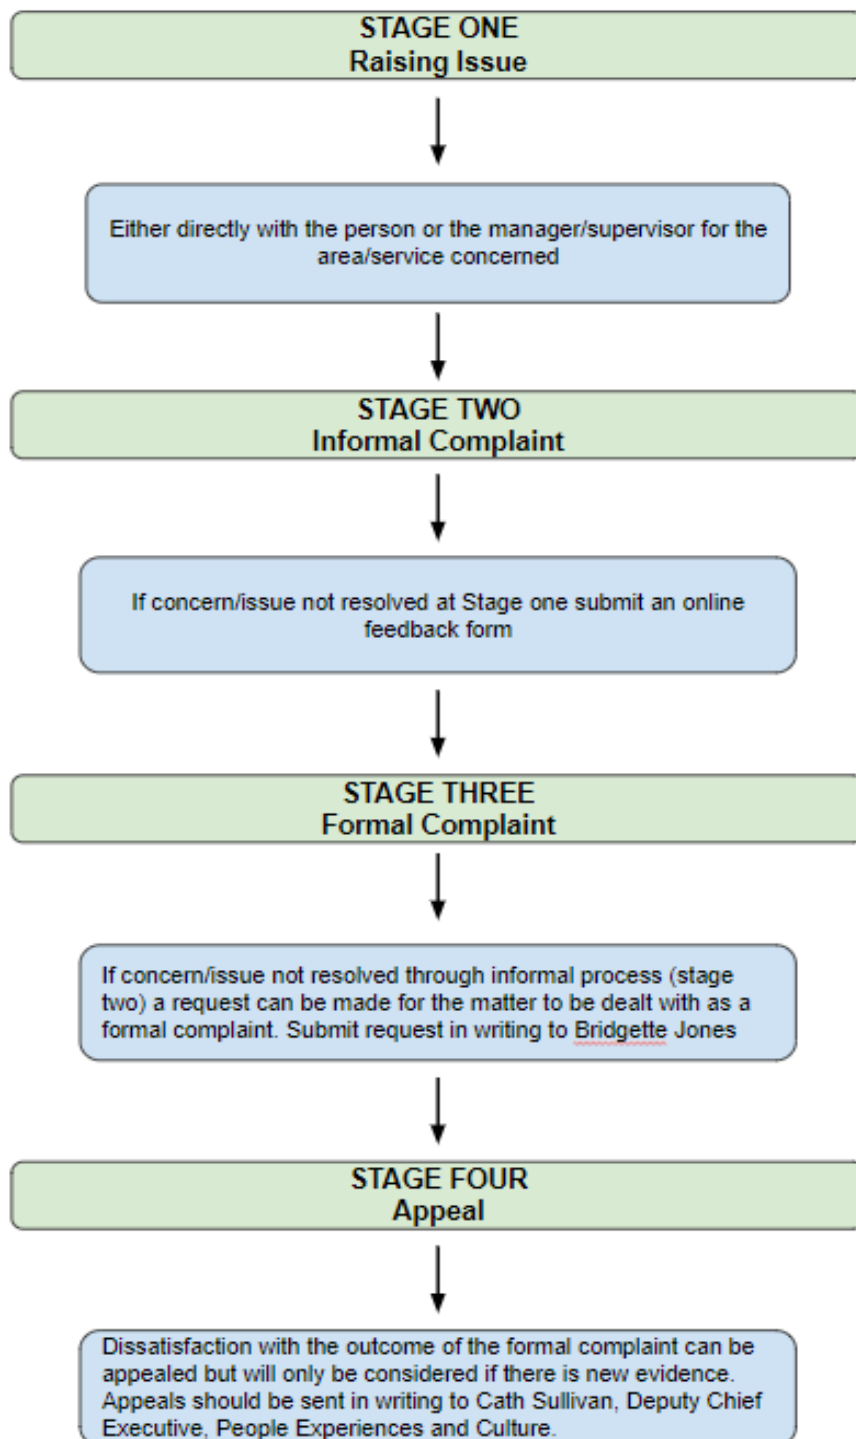 STAGE ONE
Raising Issue
Either directly with the person or the manager/supervisor for the
area/service concerned
STAGE TWO
Informal Complaint
If concern/issue not resolved at Stage one submit an online
feedback form
STAGE THREE
Formal Complaint
If concern/issue not resolved through informal process (stage
two) a request can be made for the matter to be dealt with as a
formal complaint. Submit request in writing to Bridgette Jones
STAGE FOUR
Appeal
Dissatisfaction with the outcome of the formal complaint can be
appealed but will only be considered if there is new evidence.
Appeals should be sent in writing to Cath Sullivan, Deputy Chief
Executive, People Experiences and Culture.